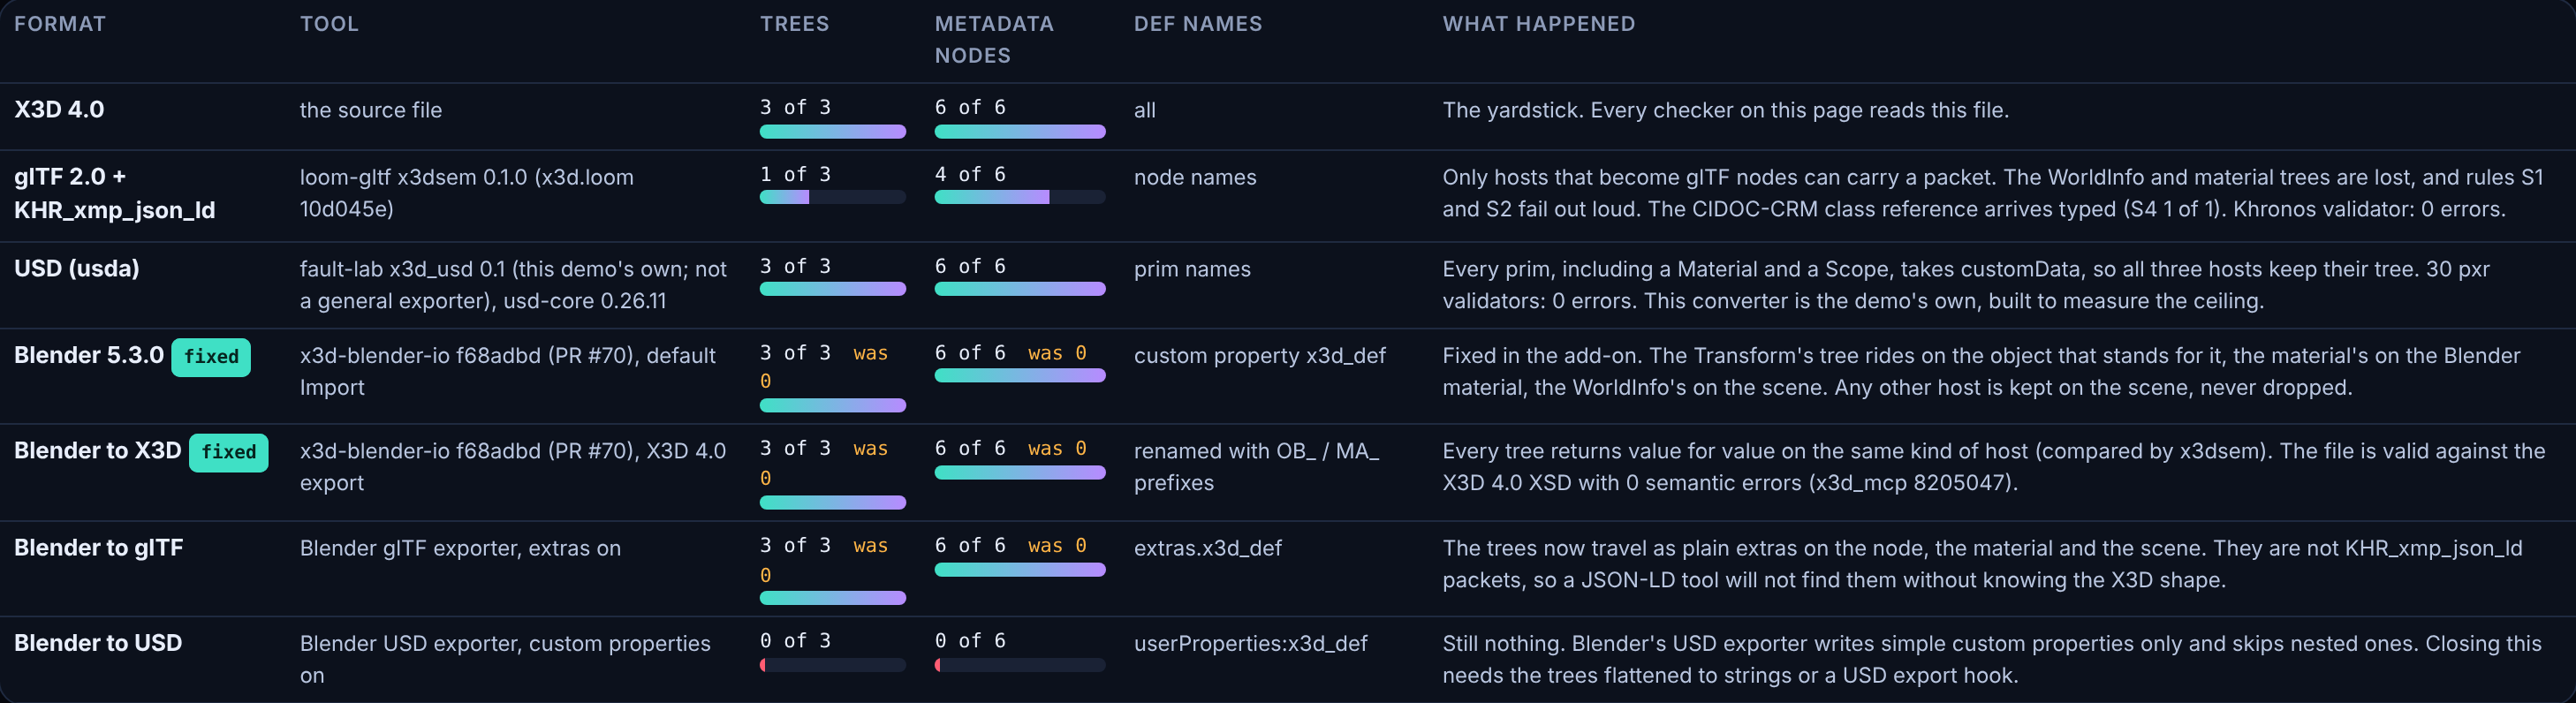 FORMAT TOOL TREES METADATA NODES DEF NAMES WHAT HAPPENED
X3D 4.0
the source file
3 of 3
6 of 6
all
The yardstick. Every checker on this page reads this file.
glTF 2.0 +
KHR_xmp_json_ld
loom-gltf x3dsem 0.1.0 (x3d.loom
10d045e)
1 of 3
4 of 6
node names
Only hosts that become glTF nodes can carry a packet. The WorldInfo and material trees are lost, and rules S1
and S2 fail out loud. The CIDOC-CRM class reference arrives typed (S4 1 of 1). Khronos validator: 0 errors.
USD (usda)
fault-lab x3d_usd 0.1 (this demo's own; not
a general exporter), usd-core 0.26.11
3 of 3
6 of 6
prim names
Every prim, including a Material and a Scope, takes customData, so all three hosts keep their tree. 30 pxr
validators: 0 errors. This converter is the demo's own, built to measure the ceiling.
Blender 5.3.0 fixed
x3d-blender-io f68adbd (PR #70), default
Import
3 of 3 was
0
6 of 6 was 0
custom property x3d_def
Fixed in the add-on. The Transform's tree rides on the object that stands for it, the material's on the Blender
material, the WorldInfo's on the scene. Any other host is kept on the scene, never dropped.
Blender to X3D fixed
x3d-blender-io f68adbd (PR #70), X3D 4.0
export
3 of 3 was
0
6 of 6 was 0
renamed with OB_ / MA_
prefixes
Every tree returns value for value on the same kind of host (compared by x3dsem). The file is valid against the
X3D 4.0 XSD with 0 semantic errors (x3d_mcp 8205047).
Blender to glTF
Blender glTF exporter, extras on
3 of 3 was
0
6 of 6 was 0
extras.x3d_def
The trees now travel as plain extras on the node, the material and the scene. They are not KHR_xmp_json_ld
packets, so a JSON-LD tool will not find them without knowing the X3D shape.
Blender to USD
Blender USD exporter, custom properties
on
0 of 3
0 of 6
userProperties:x3d_def
Still nothing. Blender's USD exporter writes simple custom properties only and skips nested ones. Closing this
needs the trees flattened to strings or a USD export hook.